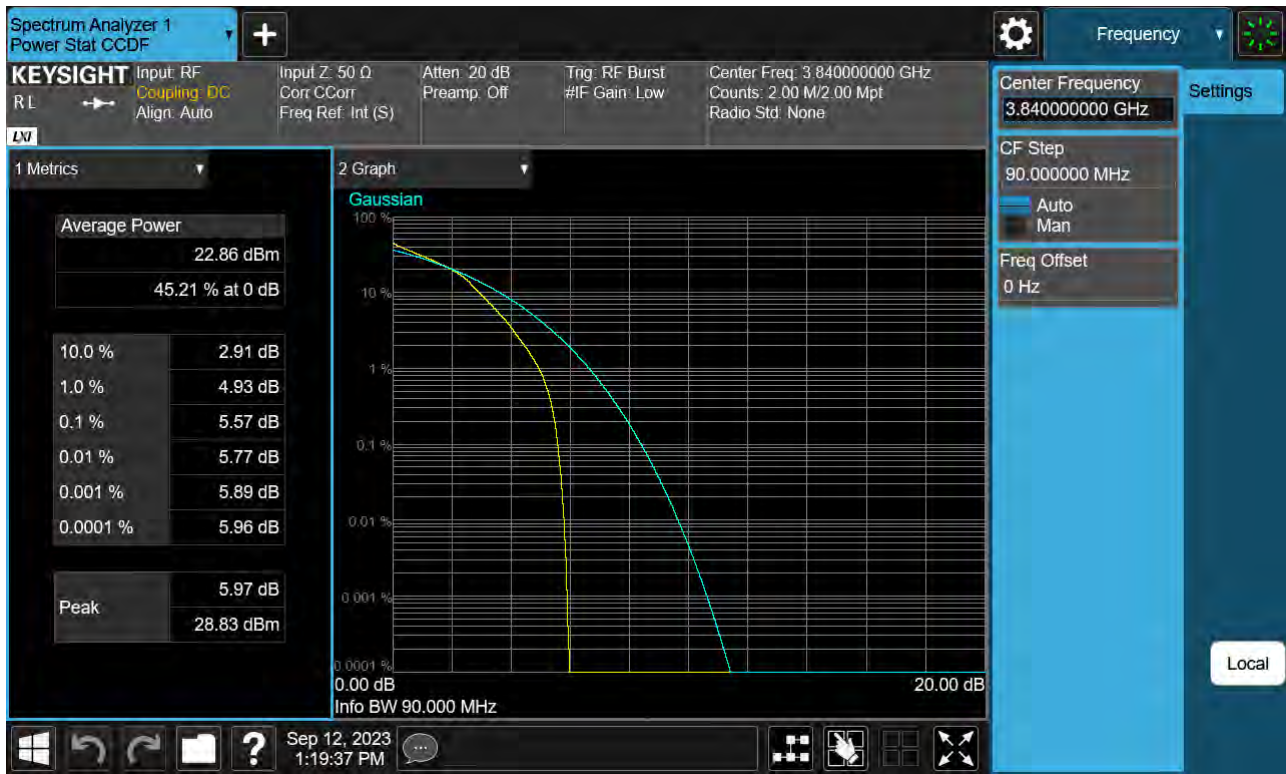 Spectrum Analyzer 1
Power Stat CCDF
+
Frequency
KEYSIGHT
RL
LXI
Input: RF
Coupling: DC
Align: Auto
Input Z: 50 Ω
Corr CCorr
Freq Ref: Int (S)
Atten: 20 dB
Preamp: Off
Trig: RF Burst
#IF Gain: Low
Center Freq: 3.840000000 GHz
Counts: 2.00 M/2.00 Mpt
Radio Std: None
Center Frequency
3.840000000 GHz
Settings
CF Step
90.000000 MHz
Auto
Man
Freq Offset
0 Hz
1 Metrics
Average Power
22.86 dBm
45.21 % at 0 dB
10.0 % 2.91 dB
1.0 % 4.93 dB
0.1 % 5.57 dB
0.01 % 5.77 dB
0.001 % 5.89 dB
0.0001 % 5.96 dB
Peak
5.97 dB
28.83 dBm
2 Graph
Gaussian
100 %
10 %
1 %
0.1 %
0.01 %
0.001 %
0.0001 %
0.00 dB 20.00 dB
Info BW 90.000 MHz
Local
?
Sep 12, 2023
1:19:37 PM